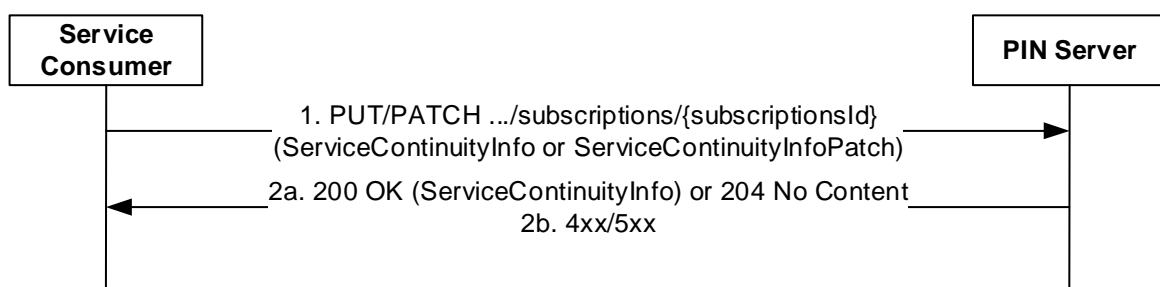 Service
Consumer
PIN Server
1. PUT/PATCH .../subscriptions/{subscriptionsId}
(ServiceContinuityInfo or ServiceContinuityInfoPatch)
2a. 200 OK (ServiceContinuityInfo) or 204 No Content
2b. 4xx/5xx